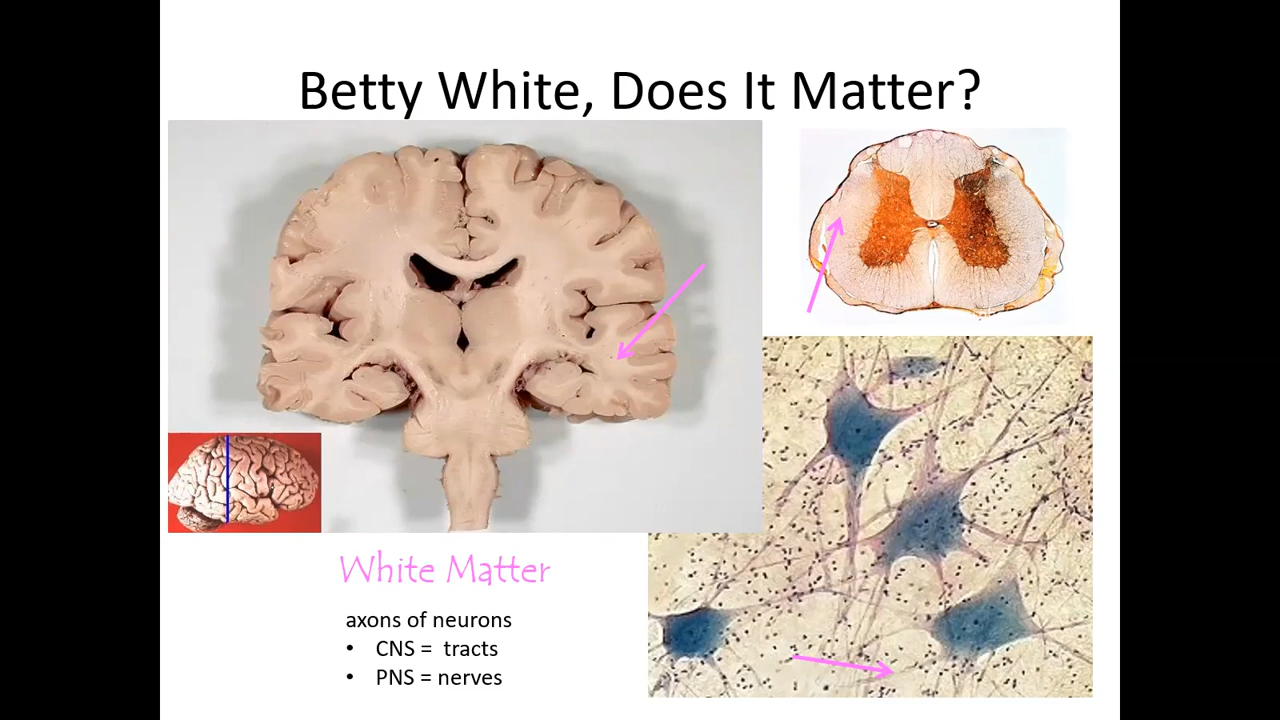 Betty White, Does It Matter?
White Matter
axons of neurons
• CNS = tracts
• PNS = nerves